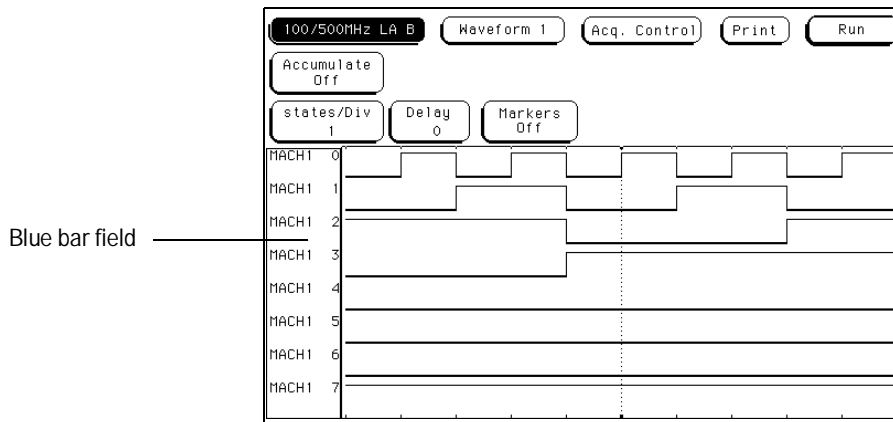 100/500MHz LA B Waveform 1 Acq. Control Print Run
Accumulate
Off
states/Div Delay Markers
1 0 Off
MACH1 0
MACH1 1
MACH1 2
Blue bar field
MACH1 3
MACH1 4
MACH1 5
MACH1 6
MACH1 7